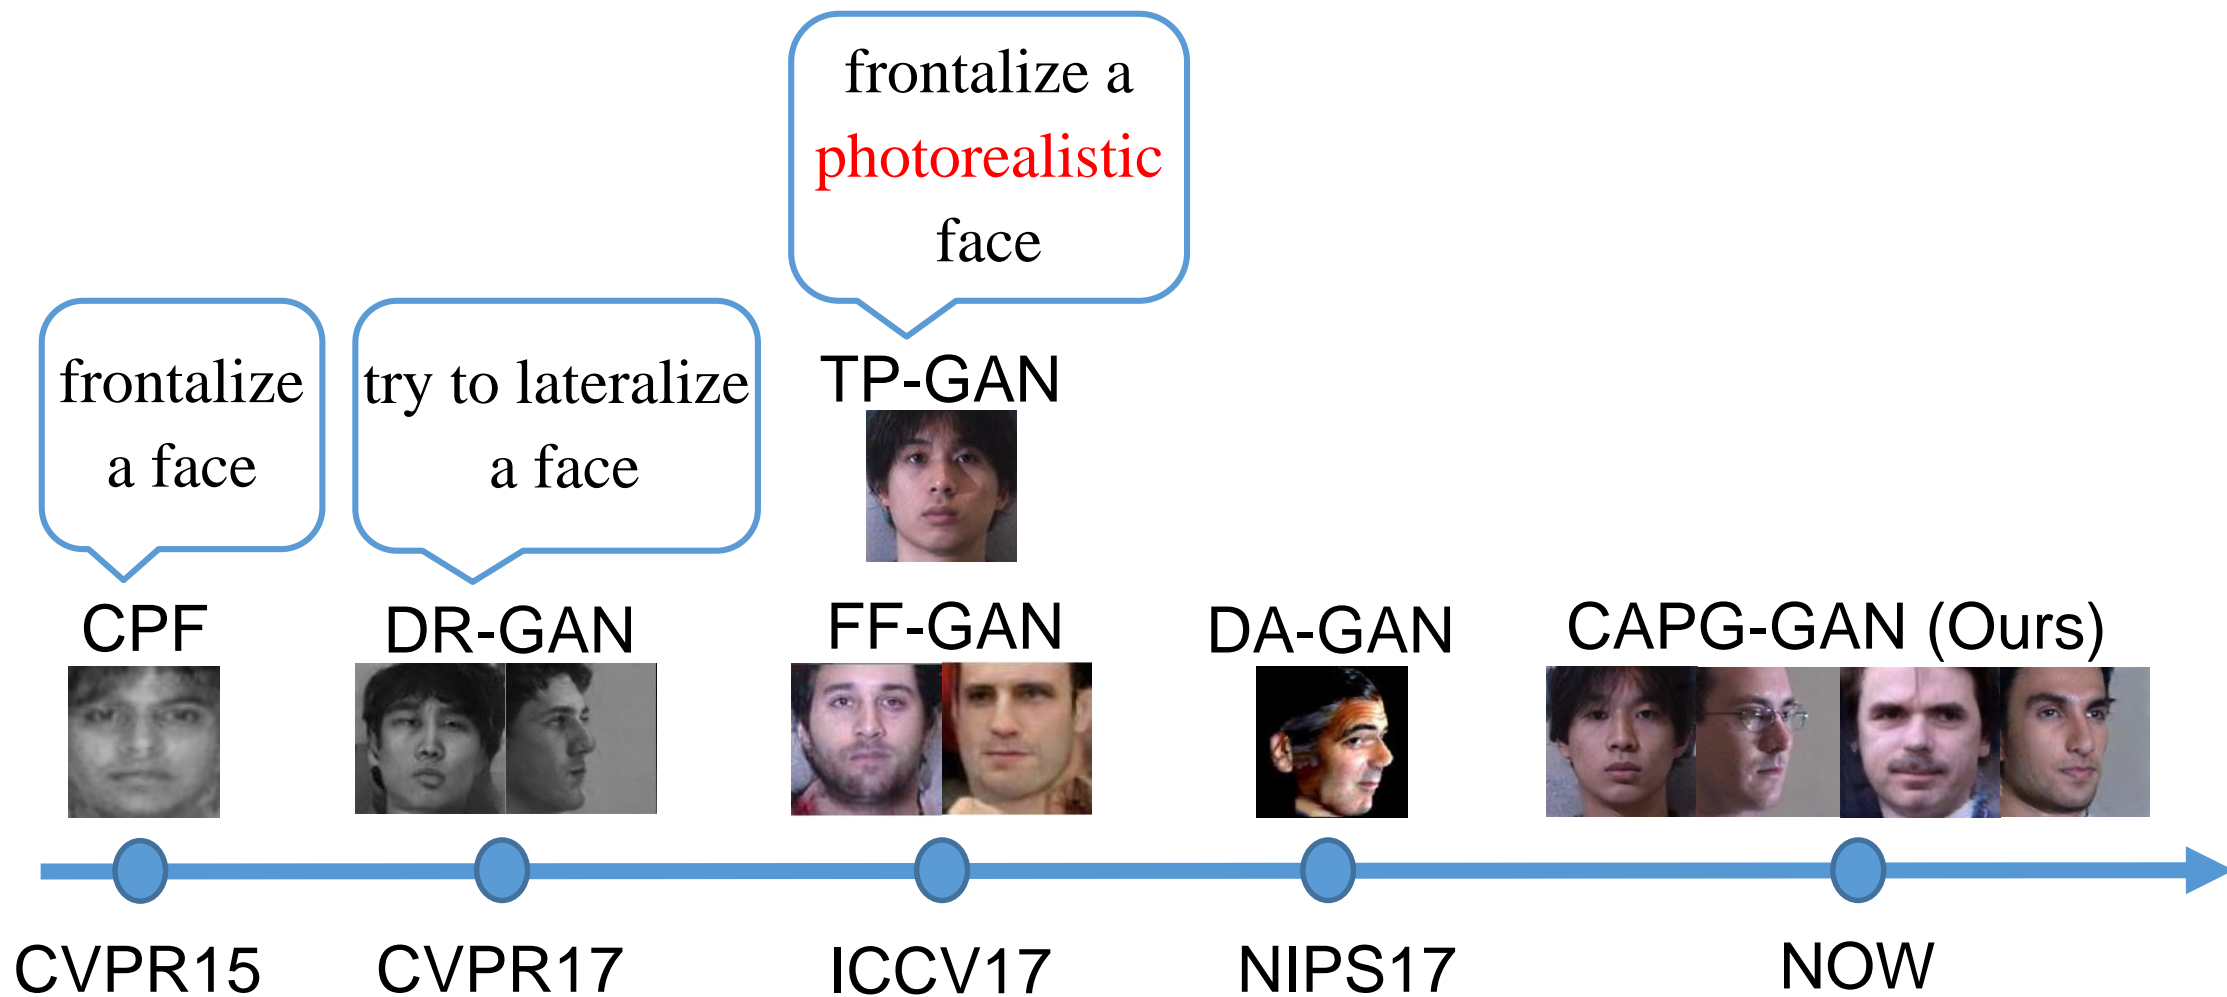 frontalize a
photorealistic
face
frontalize
a face
try to lateralize
a face
TP-GAN
CPF
DR-GAN
FF-GAN
DA-GAN
CAPG-GAN (Ours)
CVPR15
CVPR17
ICCV17
NIPS17
NOW